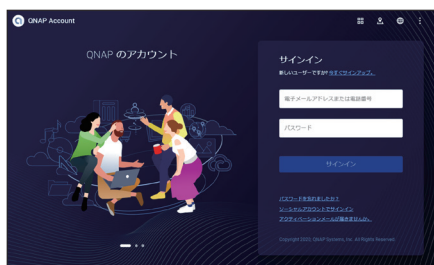 QNAP Account
QNAP のアカウント
サインイン
新しいユーザーですか? 今すぐサインアップ。
電子メールアドレスまたは電話番号
パスワード
サインイン
パスワードを忘れましたか?
ソーシャルアカウントでサインイン
アクティベーションメールが届きませんか。
Copyright 2025, QNAP Systems, Inc. All Rights Reserved.